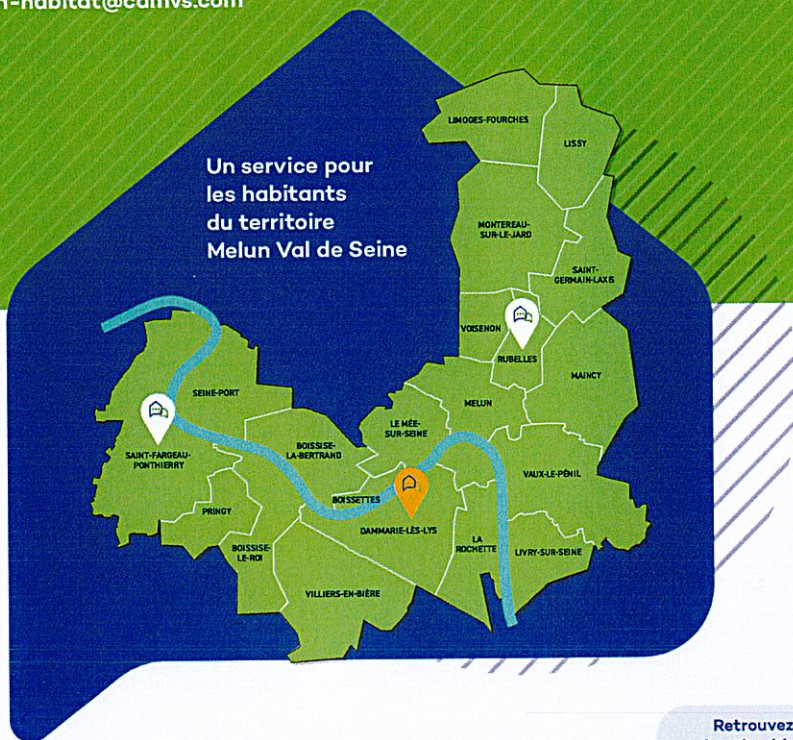 -habitat@camvs.com
Un service pour
les habitants
du territoire
Melun Val de Seine
LIMOGES-FOURCHES
LISSY
MONTEREAU-
SUR-LE-JARD
SAINT-
GERMAIN-LAXIS
VOISENON
RUBELLES
MAINCY
SEINE-PORT
MELUN
LE MÉE-
SUR-SEINE
BOISSISE-
LA-BERTRAND
SAINT-FARGEAU-
PONTHIERRY
VAUX-LE-PÉNIL
BOISSETTES
PRINGY
DAMMARIE-LÈS-LYS
BOISSISE-
LE-ROI
LA
ROCHETTE
LIVRY-SUR-SEINE
VILLIERS-EN-BIÈRE
Retrouvez